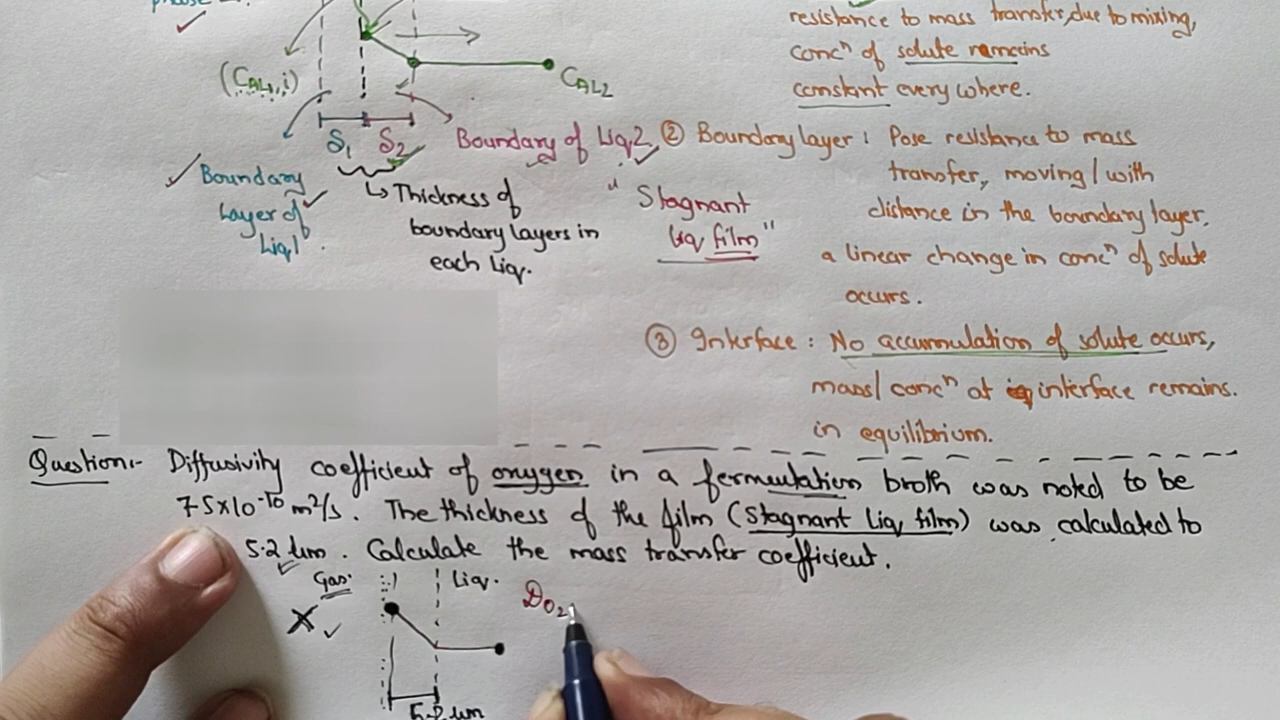 phase
(CAL1,i)
CAL2
δ1 δ2
Boundary of Liq2
Boundary
Layer of
Liq1
↳ Thickness of
boundary layers in
each Liq.
" Stagnant
liq film"
resistance to mass transfer, due to mixing,
concⁿ of solute remains
constant everywhere.
② Boundary layer : Pose resistance to mass
transfer, moving / with
distance in the boundary layer.
a linear change in concⁿ of solute
occurs.
③ Interface : No accumulation of solute occurs,
mass/ concⁿ at interface remains.
in equilibrium.
Question:- Diffusivity coefficient of oxygen in a fermentation broth was noted to be
7.5x10⁻¹⁰ m²/s. The thickness of the film (Stagnant Liq film) was calculated to
5.2 μm. Calculate the mass transfer coefficient.
Gas. Liq.
DO2
5.2 μm